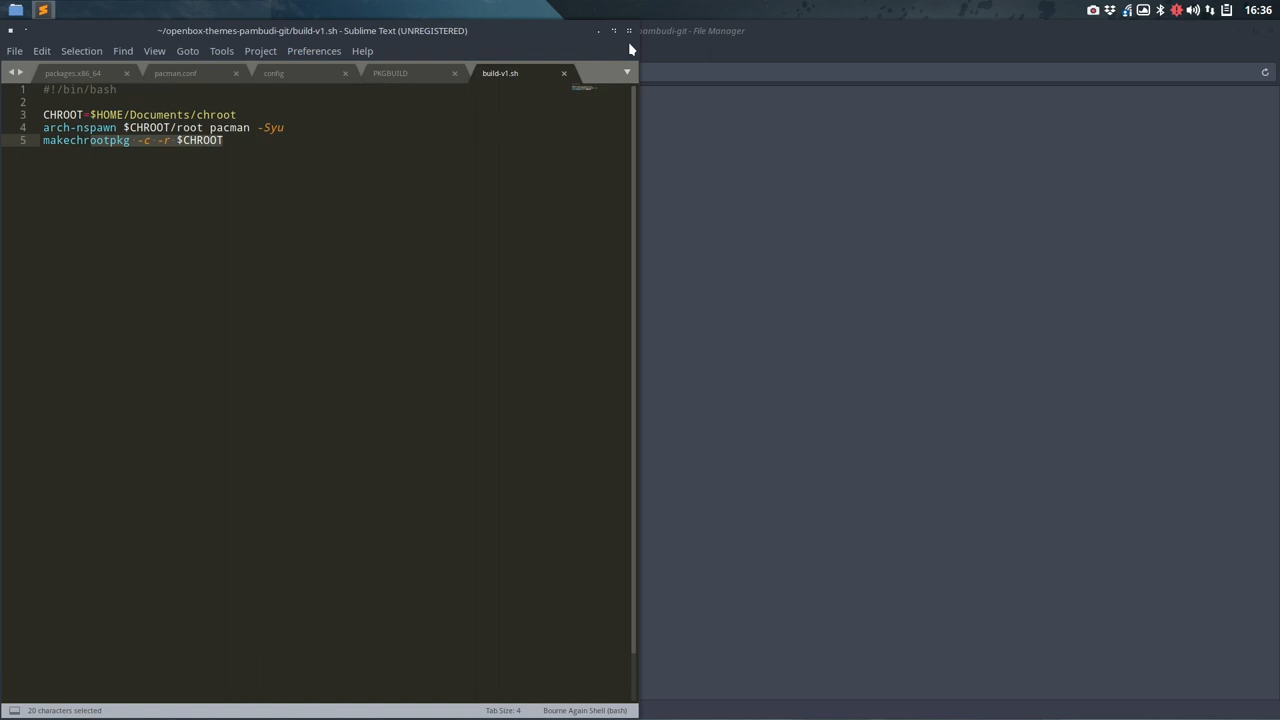 16:36
~/openbox-themes-pambudi-git/build-v1.sh - Sublime Text (UNREGISTERED)
pambudi-git - File Manager
File Edit Selection Find View Goto Tools Project Preferences Help
packages.x86_64 pacman.conf config PKGBUILD build-v1.sh
1 #!/bin/bash
2
3 CHROOT=$HOME/Documents/chroot
4 arch-nspawn $CHROOT/root pacman -Syu
5 makechrootpkg -c -r $CHROOT
20 characters selected Tab Size: 4 Bourne Again Shell (bash)